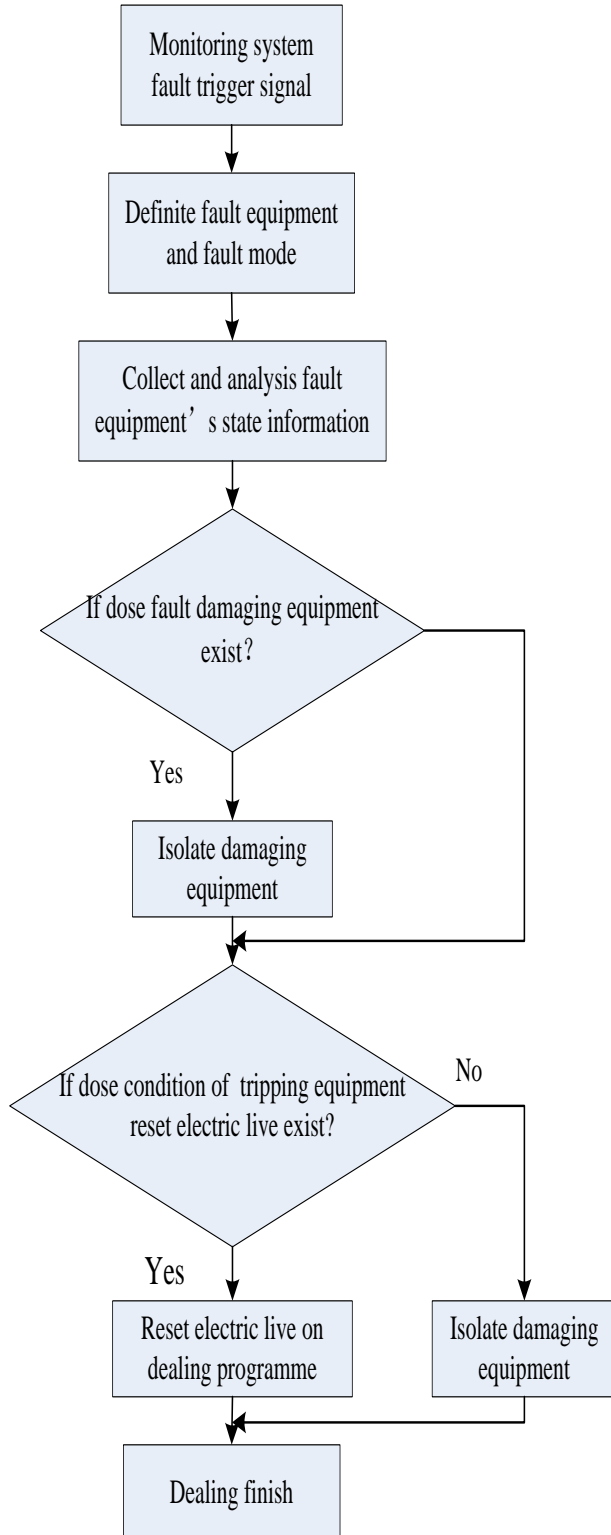 Monitoring system
fault trigger signal
Definite fault equipment
and fault mode
Collect and analysis fault
equipment’ s state information
If dose fault damaging equipment
exist?
Yes
Isolate damaging
equipment
If dose condition of tripping equipment
reset electric live exist?
No
Yes
Reset electric live on
dealing programme
Isolate damaging
equipment
Dealing finish